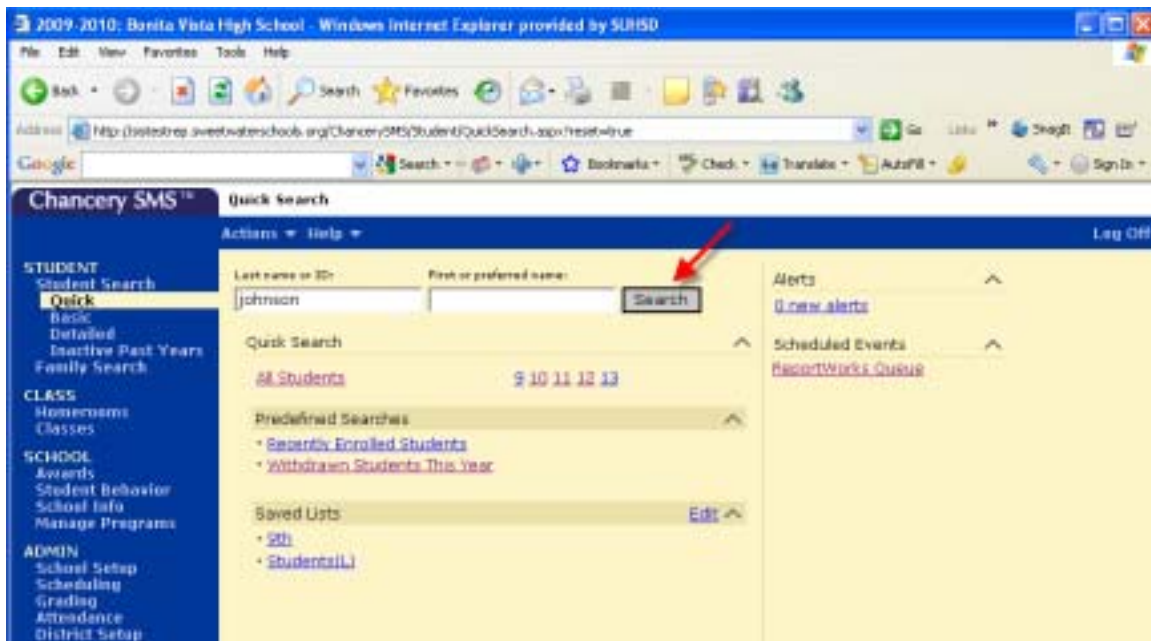 2009-2010: Bonita Vista High School - Windows Internet Explorer provided by SUHSD
File Edit View Favorites Tools Help
Back Search Favorites
Address Go Links SnagIt
Google Search Bookmarks Check Translate AutoFill Sign In
Chancery SMS™ Quick Search
Actions Help Log Off
STUDENT
Student Search
Quick
Basic
Detailed
Inactive Past Years
Family Search
CLASS
Homerooms
Classes
SCHOOL
Awards
Student Behavior
School Info
Manage Programs
ADMIN
School Setup
Scheduling
Grading
Attendance
District Setup
Last name or ID: First or preferred name:
johnson Search
Quick Search
All Students 9 10 11 12 13
Predefined Searches
• Recently Enrolled Students
• Withdrawn Students This Year
Saved Lists Edit
• 9th
• Students(L)
Alerts
0 new alerts
Scheduled Events
ReportWorks Queue